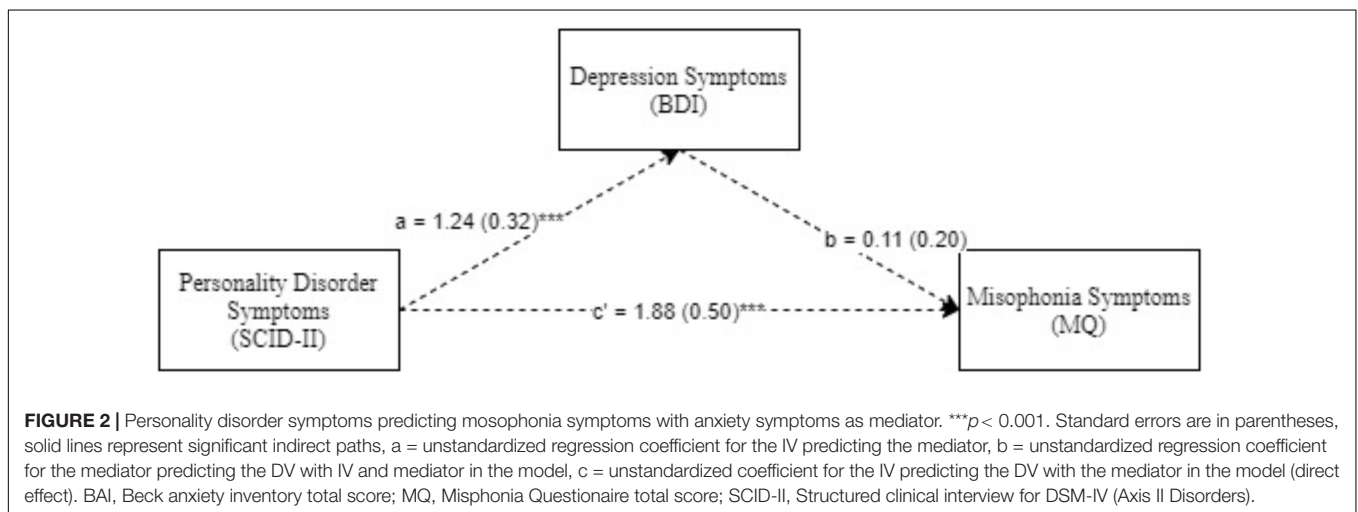 Depression Symptoms
(BDI)
a = 1.24 (0.32)***
b = 0.11 (0.20)
Personality Disorder
Symptoms
(SCID-II)
c' = 1.88 (0.50)***
Misophonia Symptoms
(MQ)
FIGURE 2 | Personality disorder symptoms predicting mosophonia symptoms with anxiety symptoms as mediator. ***p< 0.001. Standard errors are in parentheses,
solid lines represent significant indirect paths, a = unstandardized regression coefficient for the IV predicting the mediator, b = unstandardized regression coefficient
for the mediator predicting the DV with IV and mediator in the model, c = unstandardized coefficient for the IV predicting the DV with the mediator in the model (direct
effect). BAI, Beck anxiety inventory total score; MQ, Misphonia Questionaire total score; SCID-II, Structured clinical interview for DSM-IV (Axis II Disorders).